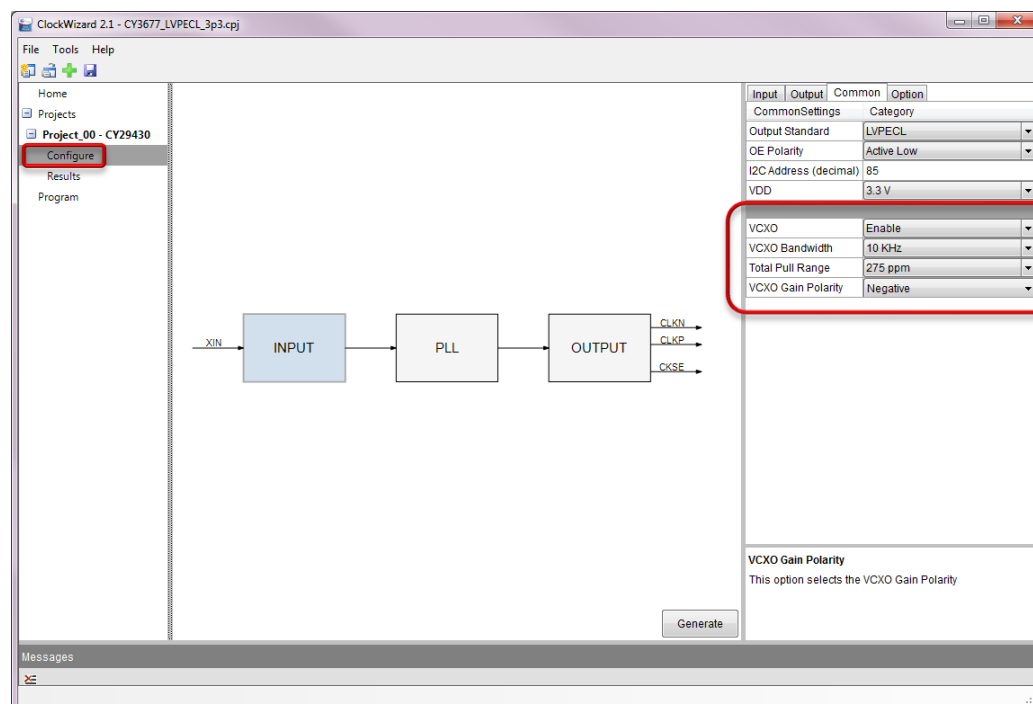 ClockWizard 2.1 - CY3677_LVPECL_3p3.cpj
File Tools Help
Home
Projects
Project_00 - CY29430
Configure
Results
Program
XIN
INPUT
PLL
OUTPUT
CLKN
CLKP
CKSE
Generate
Input Output Common Option
CommonSettings Category
Output Standard LVPECL
OE Polarity Active Low
I2C Address (decimal) 85
VDD 3.3 V
VCXO Enable
VCXO Bandwidth 10 KHz
Total Pull Range 275 ppm
VCXO Gain Polarity Negative
VCXO Gain Polarity
This option selects the VCXO Gain Polarity
Messages